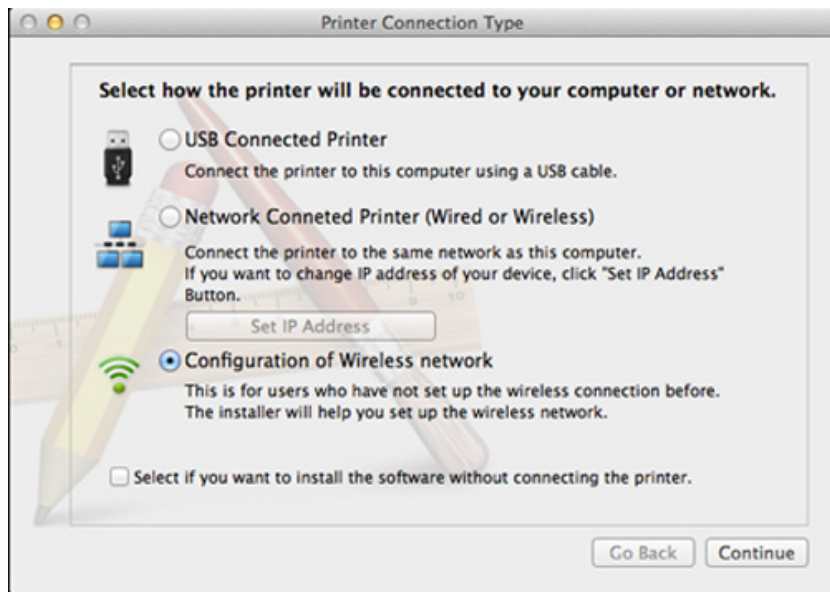 Printer Connection Type
Select how the printer will be connected to your computer or network.
USB Connected Printer
Connect the printer to this computer using a USB cable.
Network Conneted Printer (Wired or Wireless)
Connect the printer to the same network as this computer.
If you want to change IP address of your device, click "Set IP Address"
Button.
Set IP Address
Configuration of Wireless network
This is for users who have not set up the wireless connection before.
The installer will help you set up the wireless network.
Select if you want to install the software without connecting the printer.
Go Back Continue